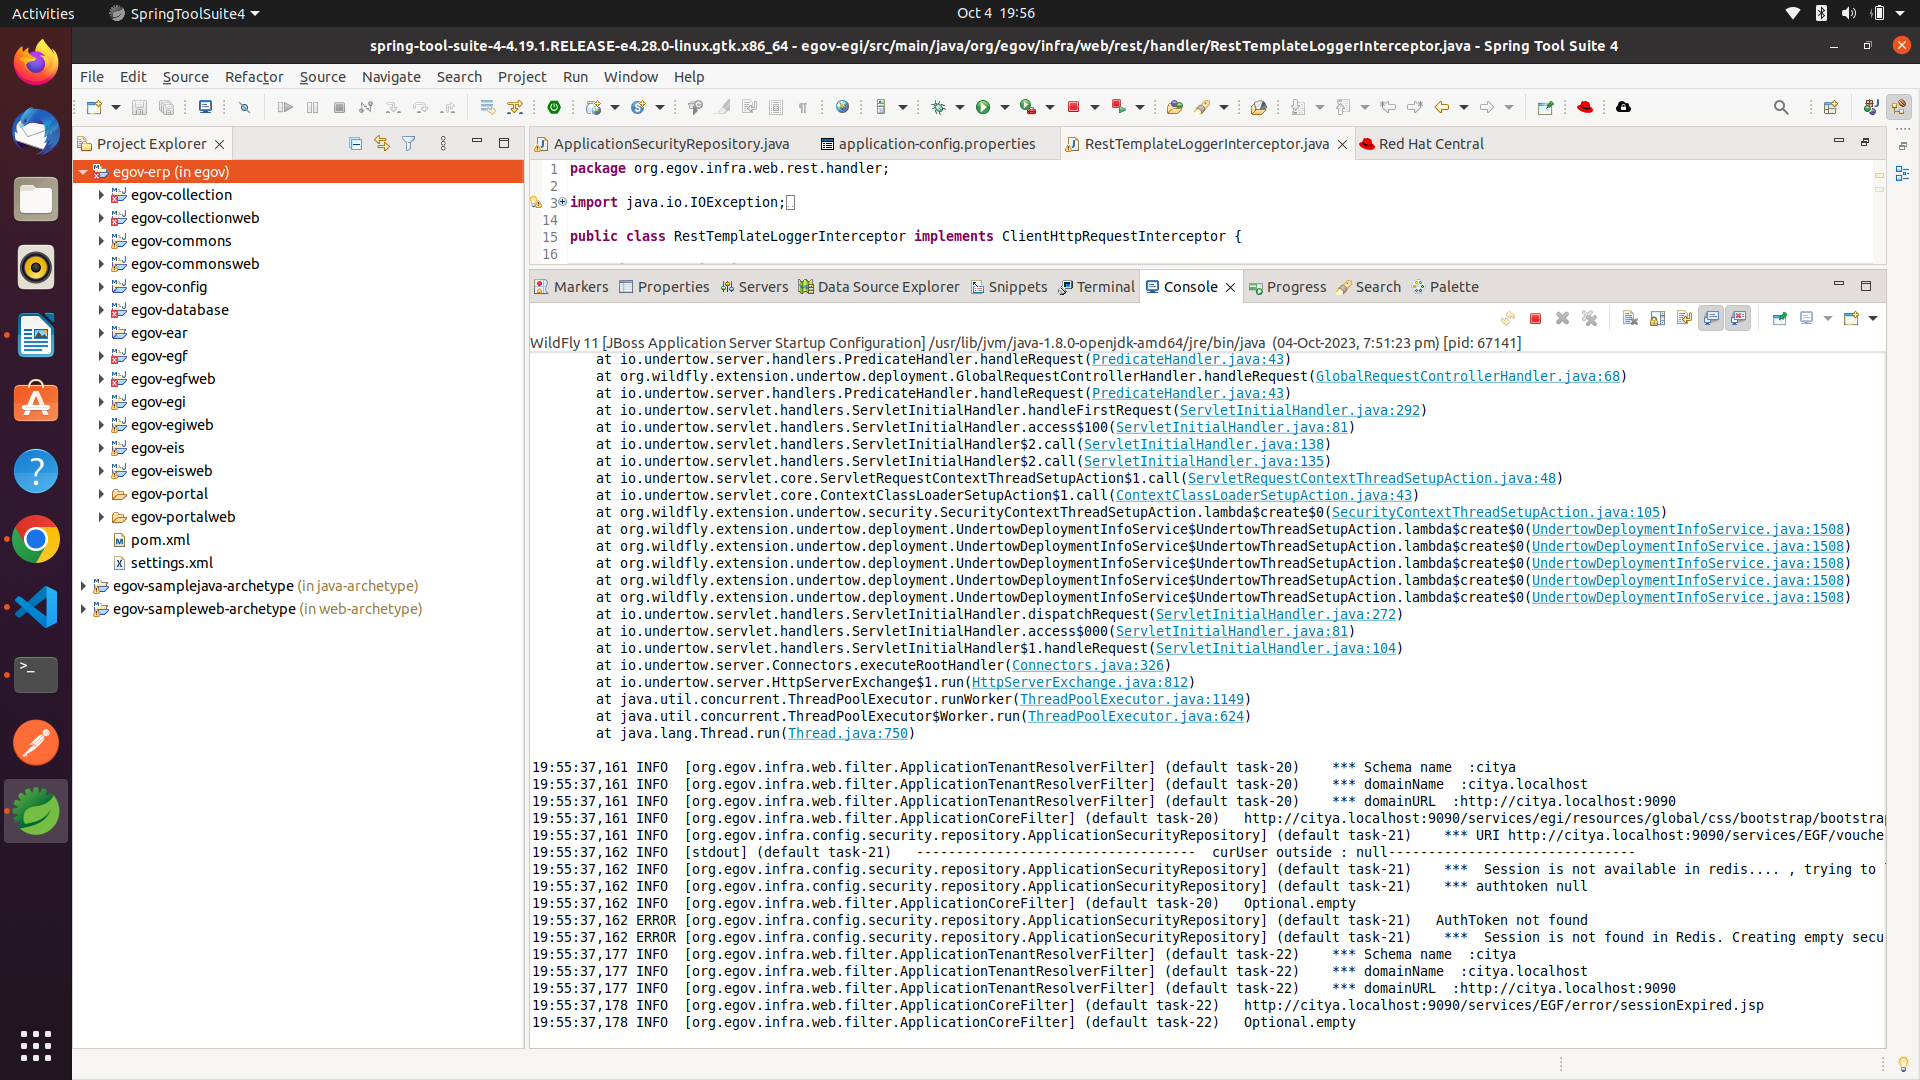 Activities
SpringToolSuite4
Oct 4 19:56
spring-tool-suite-4-4.19.1.RELEASE-e4.28.0-linux.gtk.x86_64 - egov-egi/src/main/java/org/egov/infra/web/rest/handler/RestTemplateLoggerInterceptor.java - Spring Tool Suite 4
File Edit Source Refactor Source Navigate Search Project Run Window Help
Project Explorer
egov-erp (in egov)
egov-collection
egov-collectionweb
egov-commons
egov-commonsweb
egov-config
egov-database
egov-ear
egov-egf
egov-egfweb
egov-egi
egov-egiweb
egov-eis
egov-eisweb
egov-portal
egov-portalweb
pom.xml
settings.xml
egov-samplejava-archetype (in java-archetype)
egov-sampleweb-archetype (in web-archetype)
ApplicationSecurityRepository.java application-config.properties RestTemplateLoggerInterceptor.java Red Hat Central
1 package org.egov.infra.web.rest.handler;
2
3 import java.io.IOException;
14
15 public class RestTemplateLoggerInterceptor implements ClientHttpRequestInterceptor {
16
Markers Properties Servers Data Source Explorer Snippets Terminal Console Progress Search Palette
WildFly 11 [JBoss Application Server Startup Configuration] /usr/lib/jvm/java-1.8.0-openjdk-amd64/jre/bin/java (04-Oct-2023, 7:51:23 pm) [pid: 67141]
at io.undertow.server.handlers.PredicateHandler.handleRequest(PredicateHandler.java:43)
at org.wildfly.extension.undertow.deployment.GlobalRequestControllerHandler.handleRequest(GlobalRequestControllerHandler.java:68)
at io.undertow.server.handlers.PredicateHandler.handleRequest(PredicateHandler.java:43)
at io.undertow.servlet.handlers.ServletInitialHandler.handleFirstRequest(ServletInitialHandler.java:292)
at io.undertow.servlet.handlers.ServletInitialHandler.access$100(ServletInitialHandler.java:81)
at io.undertow.servlet.handlers.ServletInitialHandler$2.call(ServletInitialHandler.java:138)
at io.undertow.servlet.handlers.ServletInitialHandler$2.call(ServletInitialHandler.java:135)
at io.undertow.servlet.core.ServletRequestContextThreadSetupAction$1.call(ServletRequestContextThreadSetupAction.java:48)
at io.undertow.servlet.core.ContextClassLoaderSetupAction$1.call(ContextClassLoaderSetupAction.java:43)
at org.wildfly.extension.undertow.security.SecurityContextThreadSetupAction.lambda$create$0(SecurityContextThreadSetupAction.java:105)
at org.wildfly.extension.undertow.deployment.UndertowDeploymentInfoService$UndertowThreadSetupAction.lambda$create$0(UndertowDeploymentInfoService.java:1508)
at org.wildfly.extension.undertow.deployment.UndertowDeploymentInfoService$UndertowThreadSetupAction.lambda$create$0(UndertowDeploymentInfoService.java:1508)
at org.wildfly.extension.undertow.deployment.UndertowDeploymentInfoService$UndertowThreadSetupAction.lambda$create$0(UndertowDeploymentInfoService.java:1508)
at org.wildfly.extension.undertow.deployment.UndertowDeploymentInfoService$UndertowThreadSetupAction.lambda$create$0(UndertowDeploymentInfoService.java:1508)
at org.wildfly.extension.undertow.deployment.UndertowDeploymentInfoService$UndertowThreadSetupAction.lambda$create$0(UndertowDeploymentInfoService.java:1508)
at io.undertow.servlet.handlers.ServletInitialHandler.dispatchRequest(ServletInitialHandler.java:272)
at io.undertow.servlet.handlers.ServletInitialHandler.access$000(ServletInitialHandler.java:81)
at io.undertow.servlet.handlers.ServletInitialHandler$1.handleRequest(ServletInitialHandler.java:104)
at io.undertow.server.Connectors.executeRootHandler(Connectors.java:326)
at io.undertow.server.HttpServerExchange$1.run(HttpServerExchange.java:812)
at java.util.concurrent.ThreadPoolExecutor.runWorker(ThreadPoolExecutor.java:1149)
at java.util.concurrent.ThreadPoolExecutor$Worker.run(ThreadPoolExecutor.java:624)
at java.lang.Thread.run(Thread.java:750)
19:55:37,161 INFO [org.egov.infra.web.filter.ApplicationTenantResolverFilter] (default task-20) *** Schema name :citya
19:55:37,161 INFO [org.egov.infra.web.filter.ApplicationTenantResolverFilter] (default task-20) *** domainName :citya.localhost
19:55:37,161 INFO [org.egov.infra.web.filter.ApplicationTenantResolverFilter] (default task-20) *** domainURL :http://citya.localhost:9090
19:55:37,161 INFO [org.egov.infra.web.filter.ApplicationCoreFilter] (default task-20) http://citya.localhost:9090/services/egi/resources/global/css/bootstrap/bootstrap
19:55:37,161 INFO [org.egov.infra.config.security.repository.ApplicationSecurityRepository] (default task-21) *** URI http://citya.localhost:9090/services/EGF/vouche
19:55:37,162 INFO [stdout] (default task-21) ----------------------------------- curUser outside : null-------------------------------
19:55:37,162 INFO [org.egov.infra.config.security.repository.ApplicationSecurityRepository] (default task-21) *** Session is not available in redis.... , trying to
19:55:37,162 INFO [org.egov.infra.config.security.repository.ApplicationSecurityRepository] (default task-21) *** authtoken null
19:55:37,162 INFO [org.egov.infra.web.filter.ApplicationCoreFilter] (default task-20) Optional.empty
19:55:37,162 ERROR [org.egov.infra.config.security.repository.ApplicationSecurityRepository] (default task-21) AuthToken not found
19:55:37,162 ERROR [org.egov.infra.config.security.repository.ApplicationSecurityRepository] (default task-21) *** Session is not found in Redis. Creating empty secu
19:55:37,177 INFO [org.egov.infra.web.filter.ApplicationTenantResolverFilter] (default task-22) *** Schema name :citya
19:55:37,177 INFO [org.egov.infra.web.filter.ApplicationTenantResolverFilter] (default task-22) *** domainName :citya.localhost
19:55:37,177 INFO [org.egov.infra.web.filter.ApplicationTenantResolverFilter] (default task-22) *** domainURL :http://citya.localhost:9090
19:55:37,178 INFO [org.egov.infra.web.filter.ApplicationCoreFilter] (default task-22) http://citya.localhost:9090/services/EGF/error/sessionExpired.jsp
19:55:37,178 INFO [org.egov.infra.web.filter.ApplicationCoreFilter] (default task-22) Optional.empty